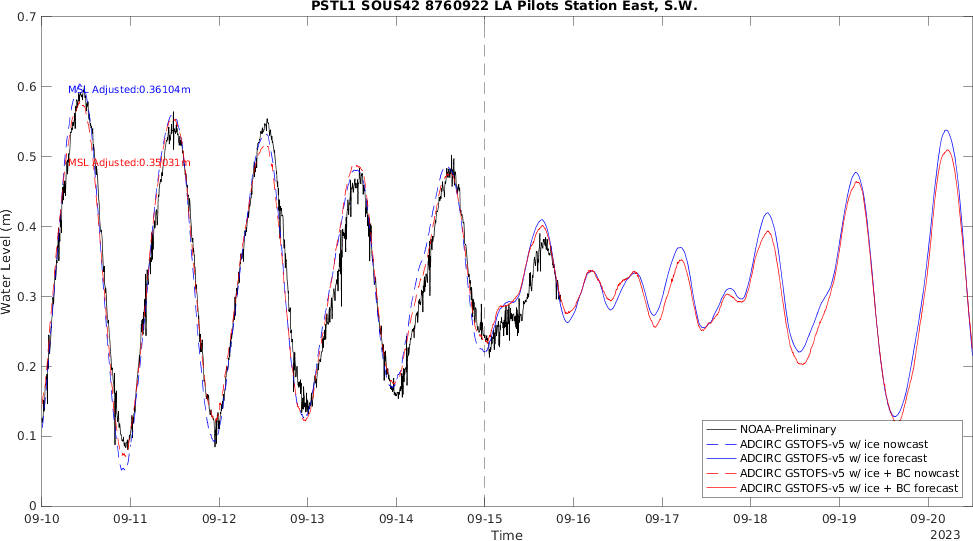 PSTL1 SOUS42 8760922 LA Pilots Station East, S.W.
0.7
0.6
0.5
0.4
0.3
0.2
0.1
0
Water Level (m)
MSL Adjusted:0.36104m
MSL Adjusted:0.35031m
NOAA-Preliminary
ADCIRC GSTOFS-v5 w/ ice nowcast
ADCIRC GSTOFS-v5 w/ ice forecast
ADCIRC GSTOFS-v5 w/ ice + BC nowcast
ADCIRC GSTOFS-v5 w/ ice + BC forecast
09-10 09-11 09-12 09-13 09-14 09-15 09-16 09-17 09-18 09-19 09-20
Time
2023